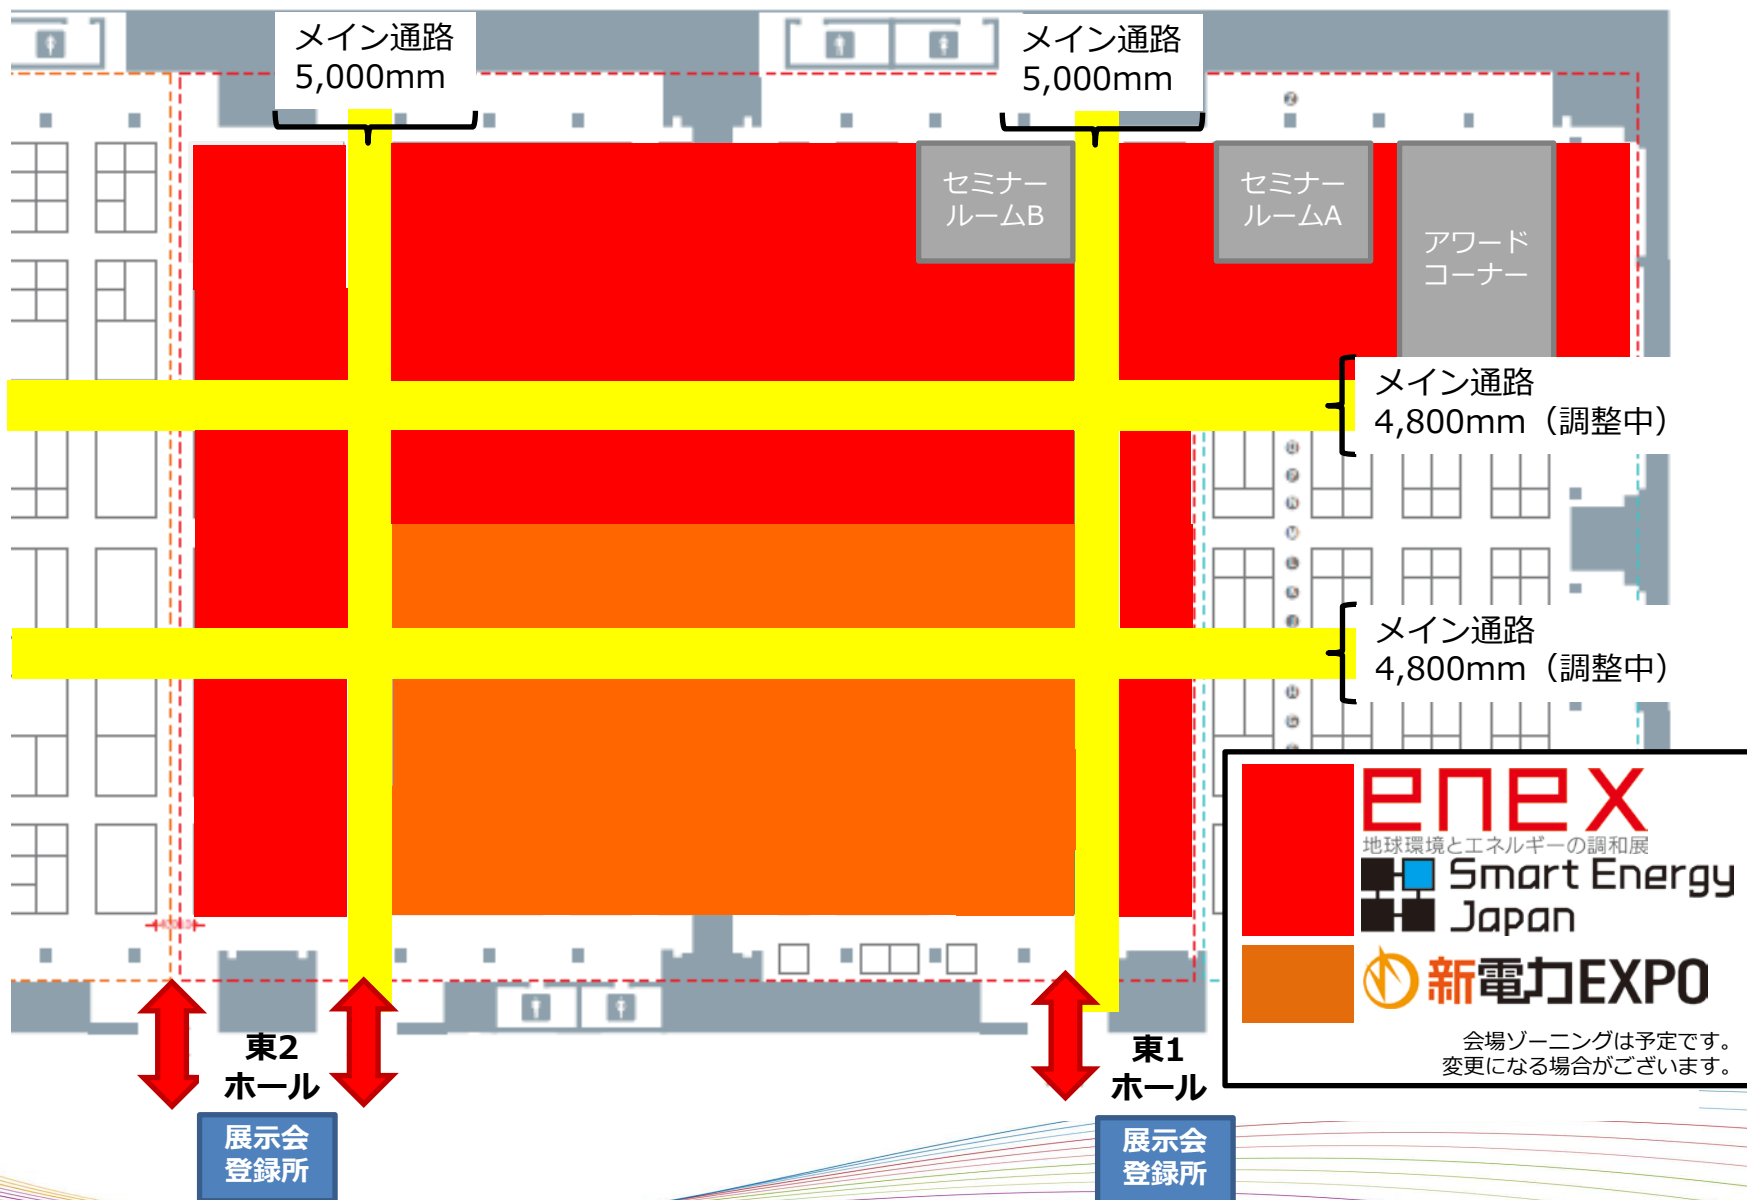 メイン通路
5,000mm
メイン通路
5,000mm
セミナー
ルームB
セミナー
ルームA
アワード
コーナー
メイン通路
4,800mm（調整中）
メイン通路
4,800mm（調整中）
enex
地球環境とエネルギーの調和展
Smart Energy
Japan
新電力EXPO
会場ゾーニングは予定です。
変更になる場合がございます。
東2
ホール
東1
ホール
展示会
登録所
展示会
登録所